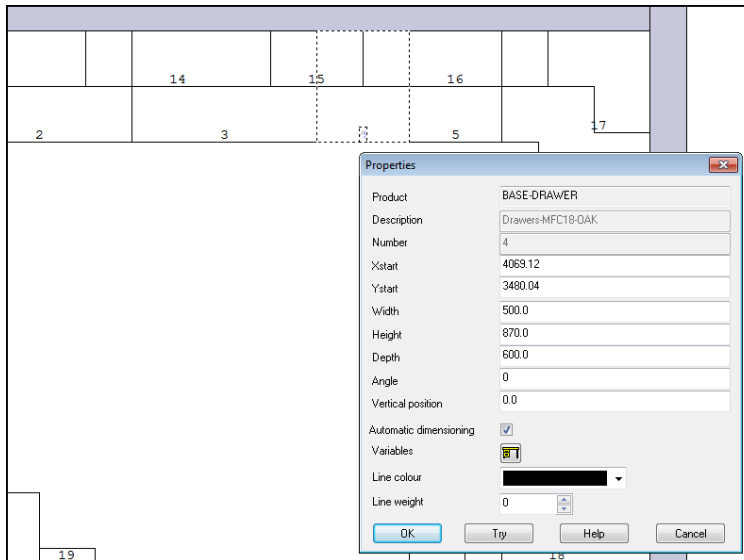 14
15
16
17
2
3
4
5
Properties
Product BASE-DRAWER
Description Drawers-MFC18-OAK
Number 4
Xstart 4069.12
Ystart 3480.04
Width 500.0
Height 870.0
Depth 600.0
Angle 0
Vertical position 0.0
Automatic dimensioning
Variables
Line colour
Line weight 0
OK Try Help Cancel
19
18